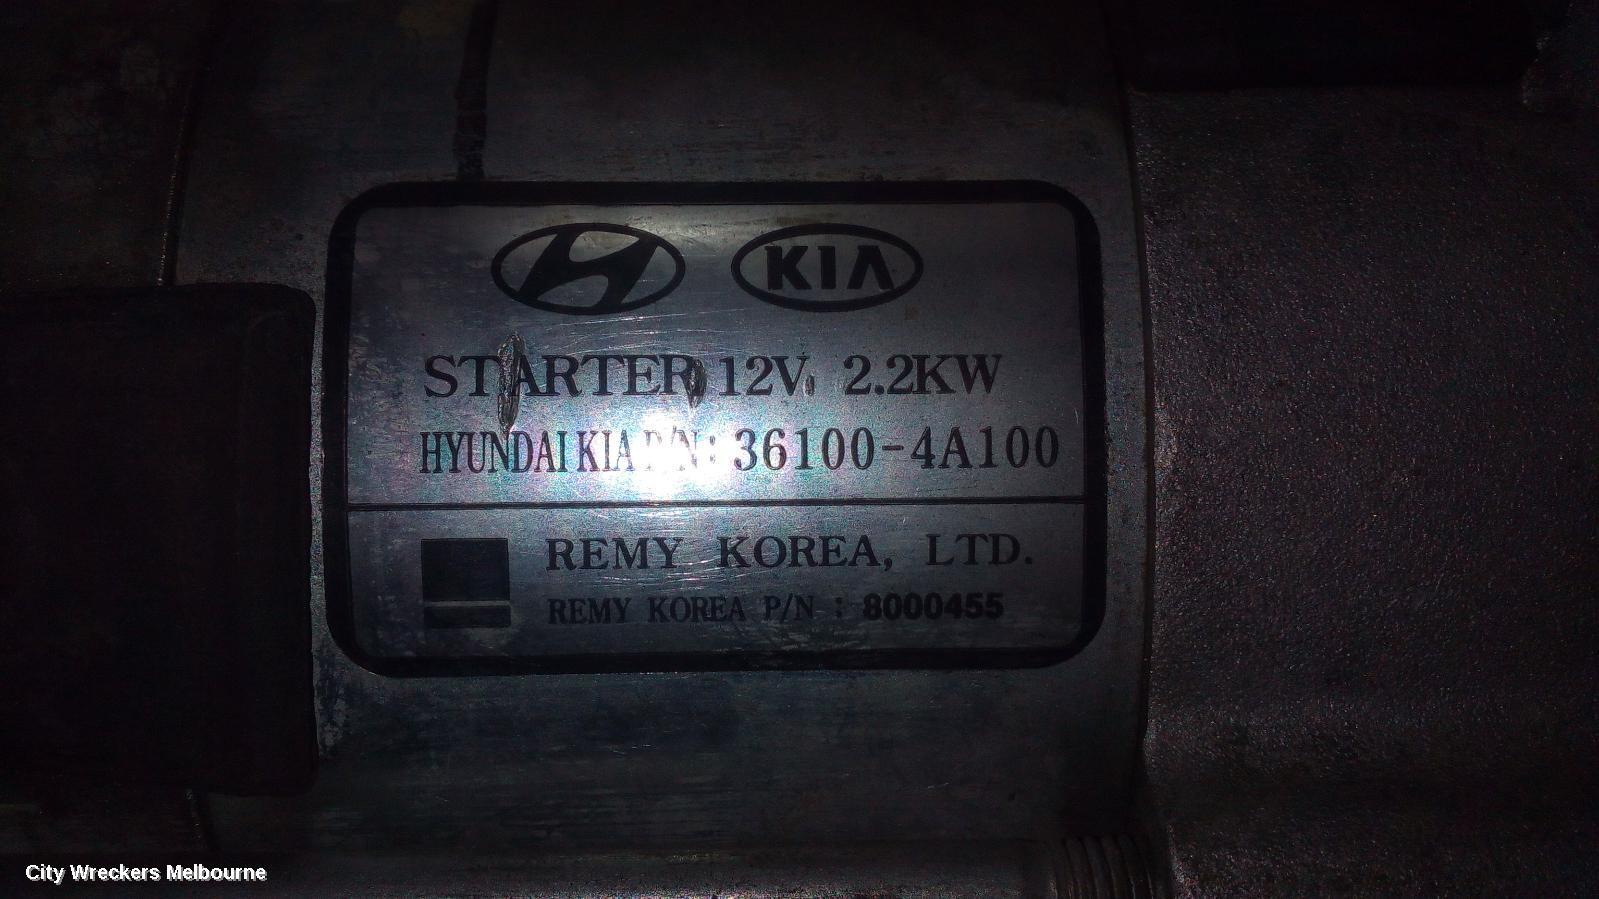 KIA
STARTER 12V, 2.2KW
HYUNDAI KIA P/N : 36100-4A100
REMY KOREA, LTD.
REMY KOREA P/N : 8000455
City Wreckers Melbourne